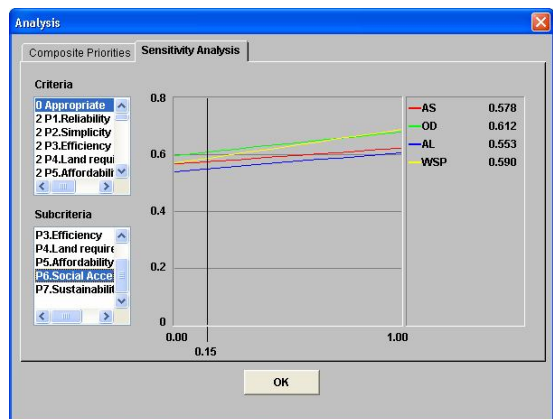 Analysis
Composite Priorities
Sensitivity Analysis
Criteria
0 Appropriate
2 P1.Reliability
2 P2.Simplicity
2 P3.Efficiency
2 P4.Land requi
2 P5.Affordabili
Subcriteria
P3.Efficiency
P4.Land require
P5.Affordability
P6.Social Acce
P7.Sustainabilit
0.8
0.6
0.4
0.2
0
0.00
1.00
0.15
AS 0.578
OD 0.612
AL 0.553
WSP 0.590
OK